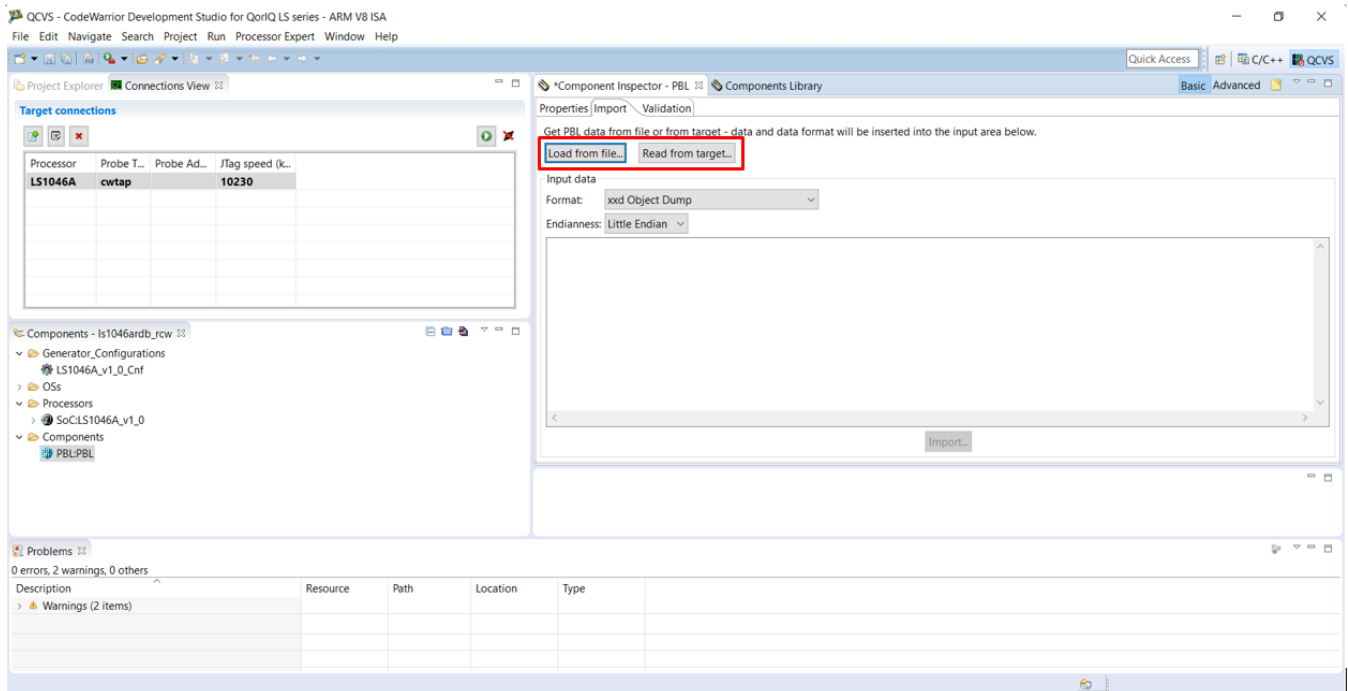 QCVS - CodeWarrior Development Studio for QorIQ LS series - ARM V8 ISA
File Edit Navigate Search Project Run Processor Expert Window Help
Quick Access C/C++ QCVS
Project Explorer Connections View
Target connections
Processor Probe T... Probe Ad... JTag speed (k...
LS1046A cwtap 10230
*Component Inspector - PBL Components Library Basic Advanced
Properties Import Validation
Get PBL data from file or from target - data and data format will be inserted into the input area below.
Load from file... Read from target...
Input data
Format: xxd Object Dump
Endianness: Little Endian
Import...
Components - ls1046ardb_rcw
Generator_Configurations
LS1046A_v1_0_Cnf
OSs
Processors
SoC:LS1046A_v1_0
Components
PBL:PBL
Problems
0 errors, 2 warnings, 0 others
Description Resource Path Location Type
Warnings (2 items)